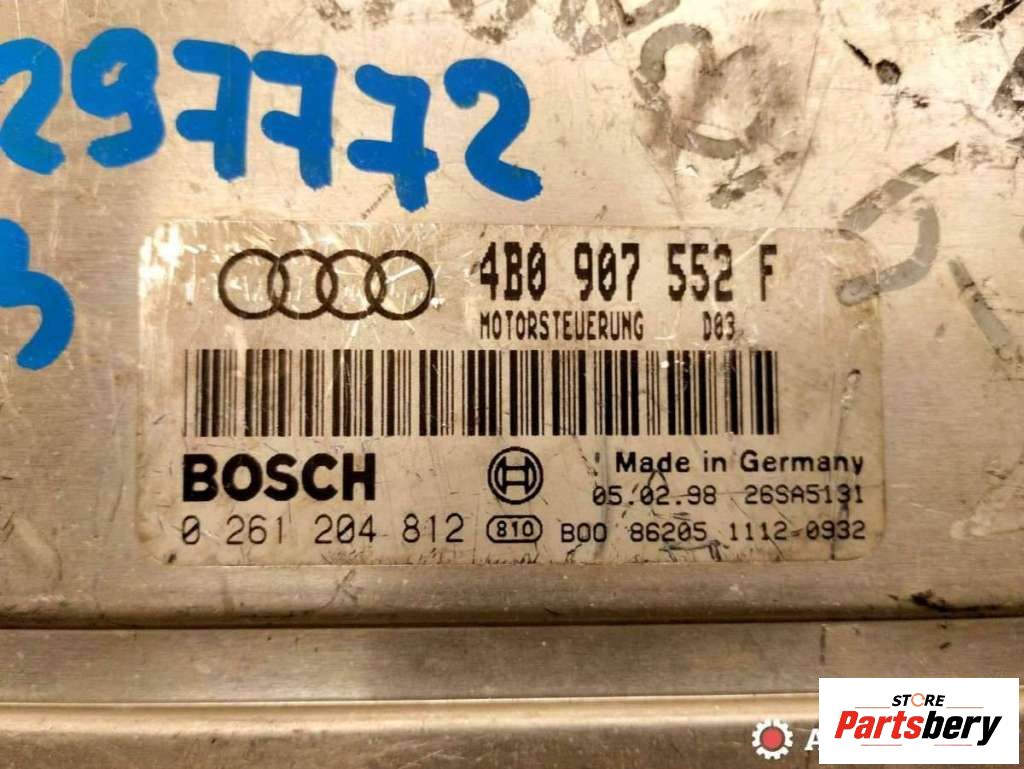 297772
3
4B0 907 552 F
MOTORSTEUERUNG D03
BOSCH
Made in Germany
05.02.98 26SA5131
0 261 204 812 810 B00 86205 1112 0932
STORE
Partsbery